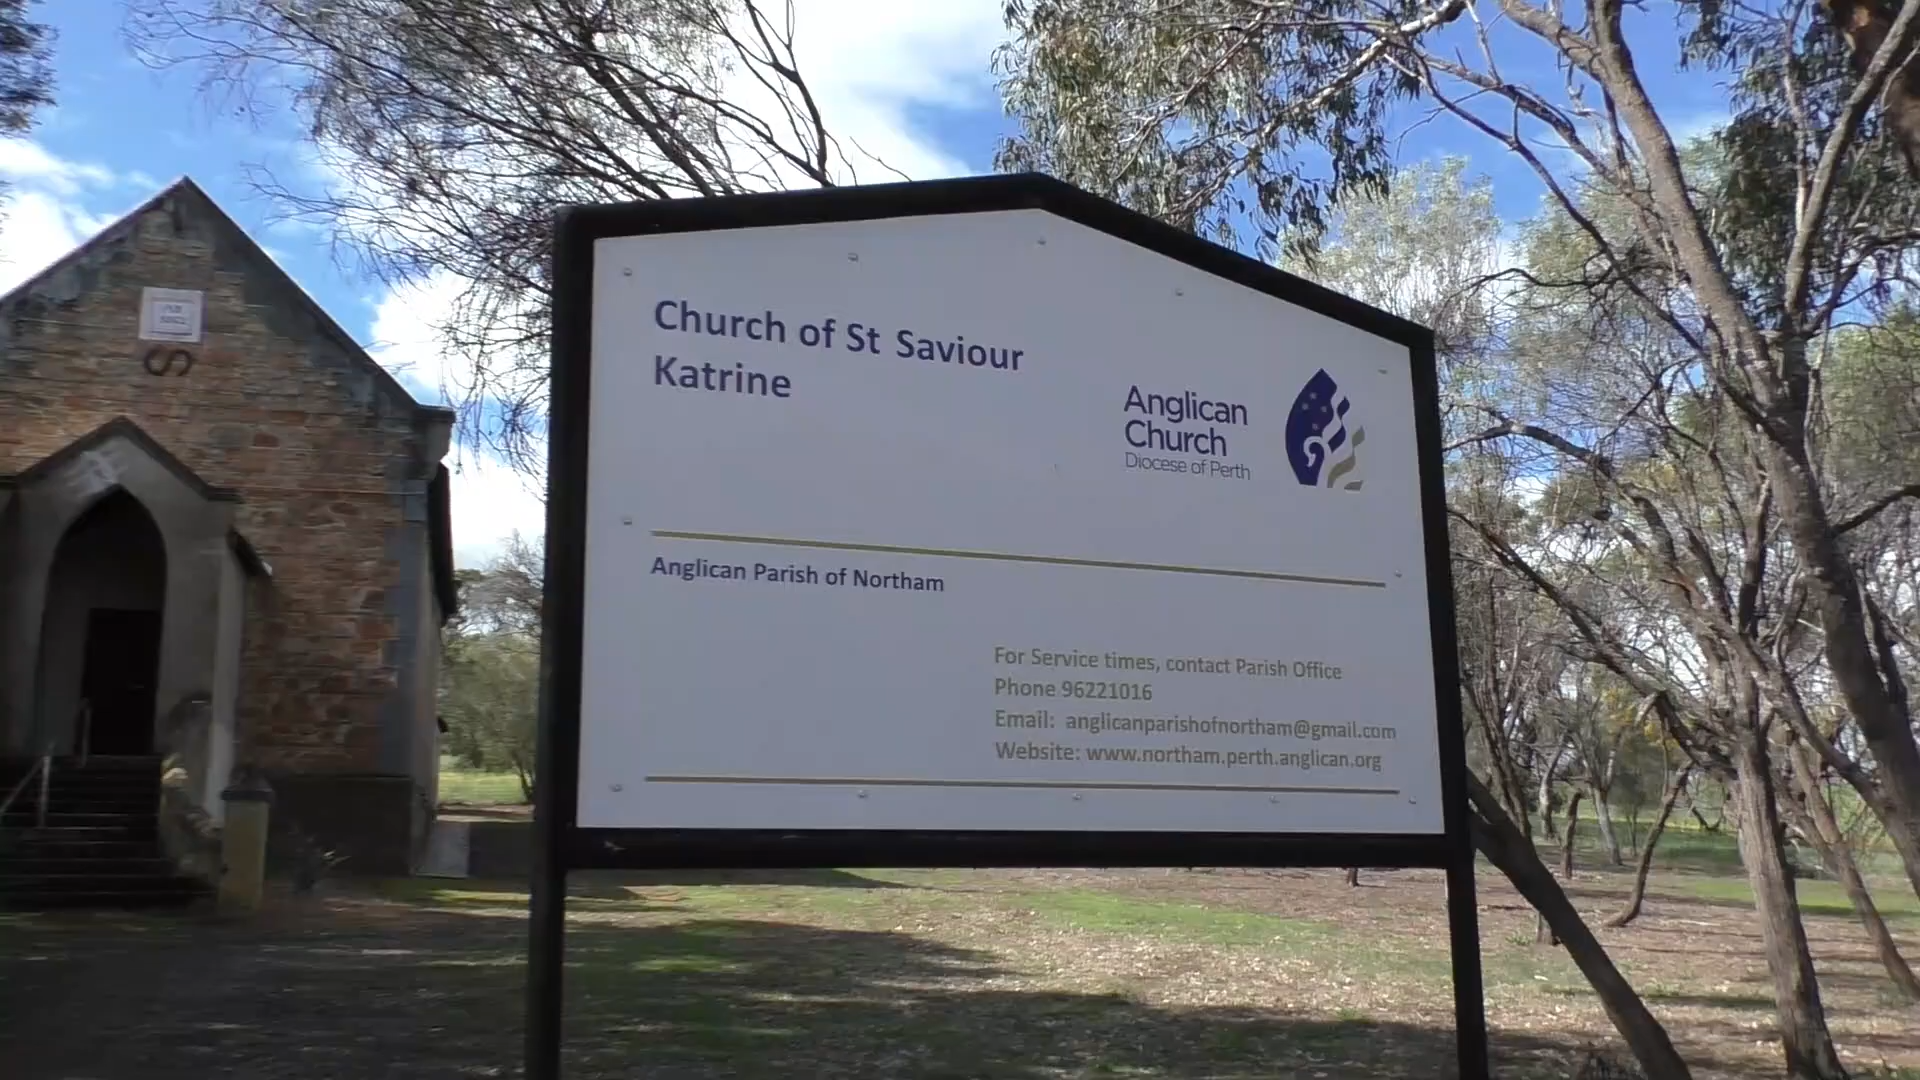 Church of St Saviour
Katrine
Anglican
Church
Diocese of Perth
Anglican Parish of Northam
For Service times, contact Parish Office
Phone 96221016
Email: anglicanparishofnortham@gmail.com
Website: www.northam.perth.anglican.org
S